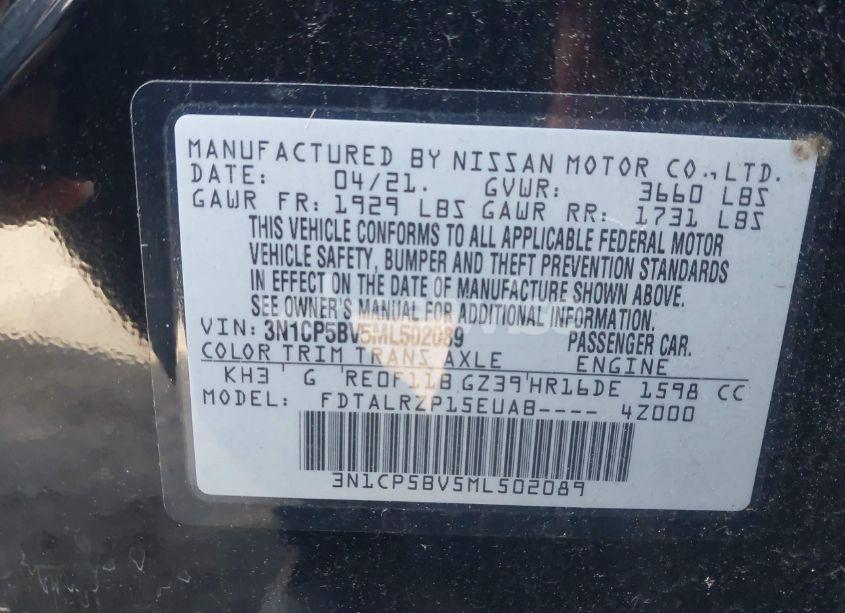 MANUFACTURED BY NISSAN MOTOR CO., LTD.
DATE: 04/21. GVWR: 3660 LBS
GAWR FR: 1929 LBS GAWR RR: 1731 LBS
THIS VEHICLE CONFORMS TO ALL APPLICABLE FEDERAL MOTOR
VEHICLE SAFETY, BUMPER AND THEFT PREVENTION STANDARDS
IN EFFECT ON THE DATE OF MANUFACTURE SHOWN ABOVE.
SEE OWNER'S MANUAL FOR ADDITIONAL INFORMATION.
VIN: 3N1CP5BV5ML502089 PASSENGER CAR.
COLOR TRIM TRANS AXLE ENGINE
KH3 G RE0F11B GZ39 HR16DE 1598 CC
MODEL: FDTALRZP15EUAB---- 4Z000
3N1CP5BV5ML502089